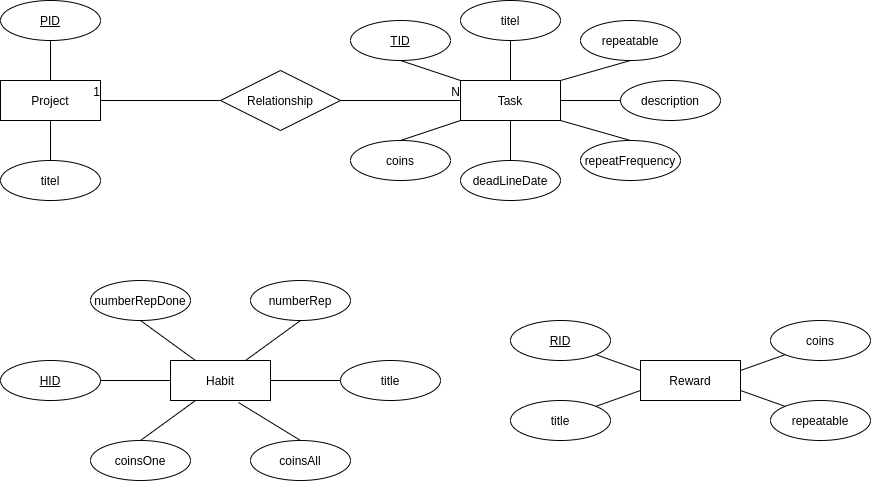 PID
titel
TID
repeatable
Project
1
Relationship
N
Task
description
titel
coins
deadLineDate
repeatFrequency
numberRepDone
numberRep
HID
Habit
title
coinsOne
coinsAll
RID
coins
Reward
title
repeatable